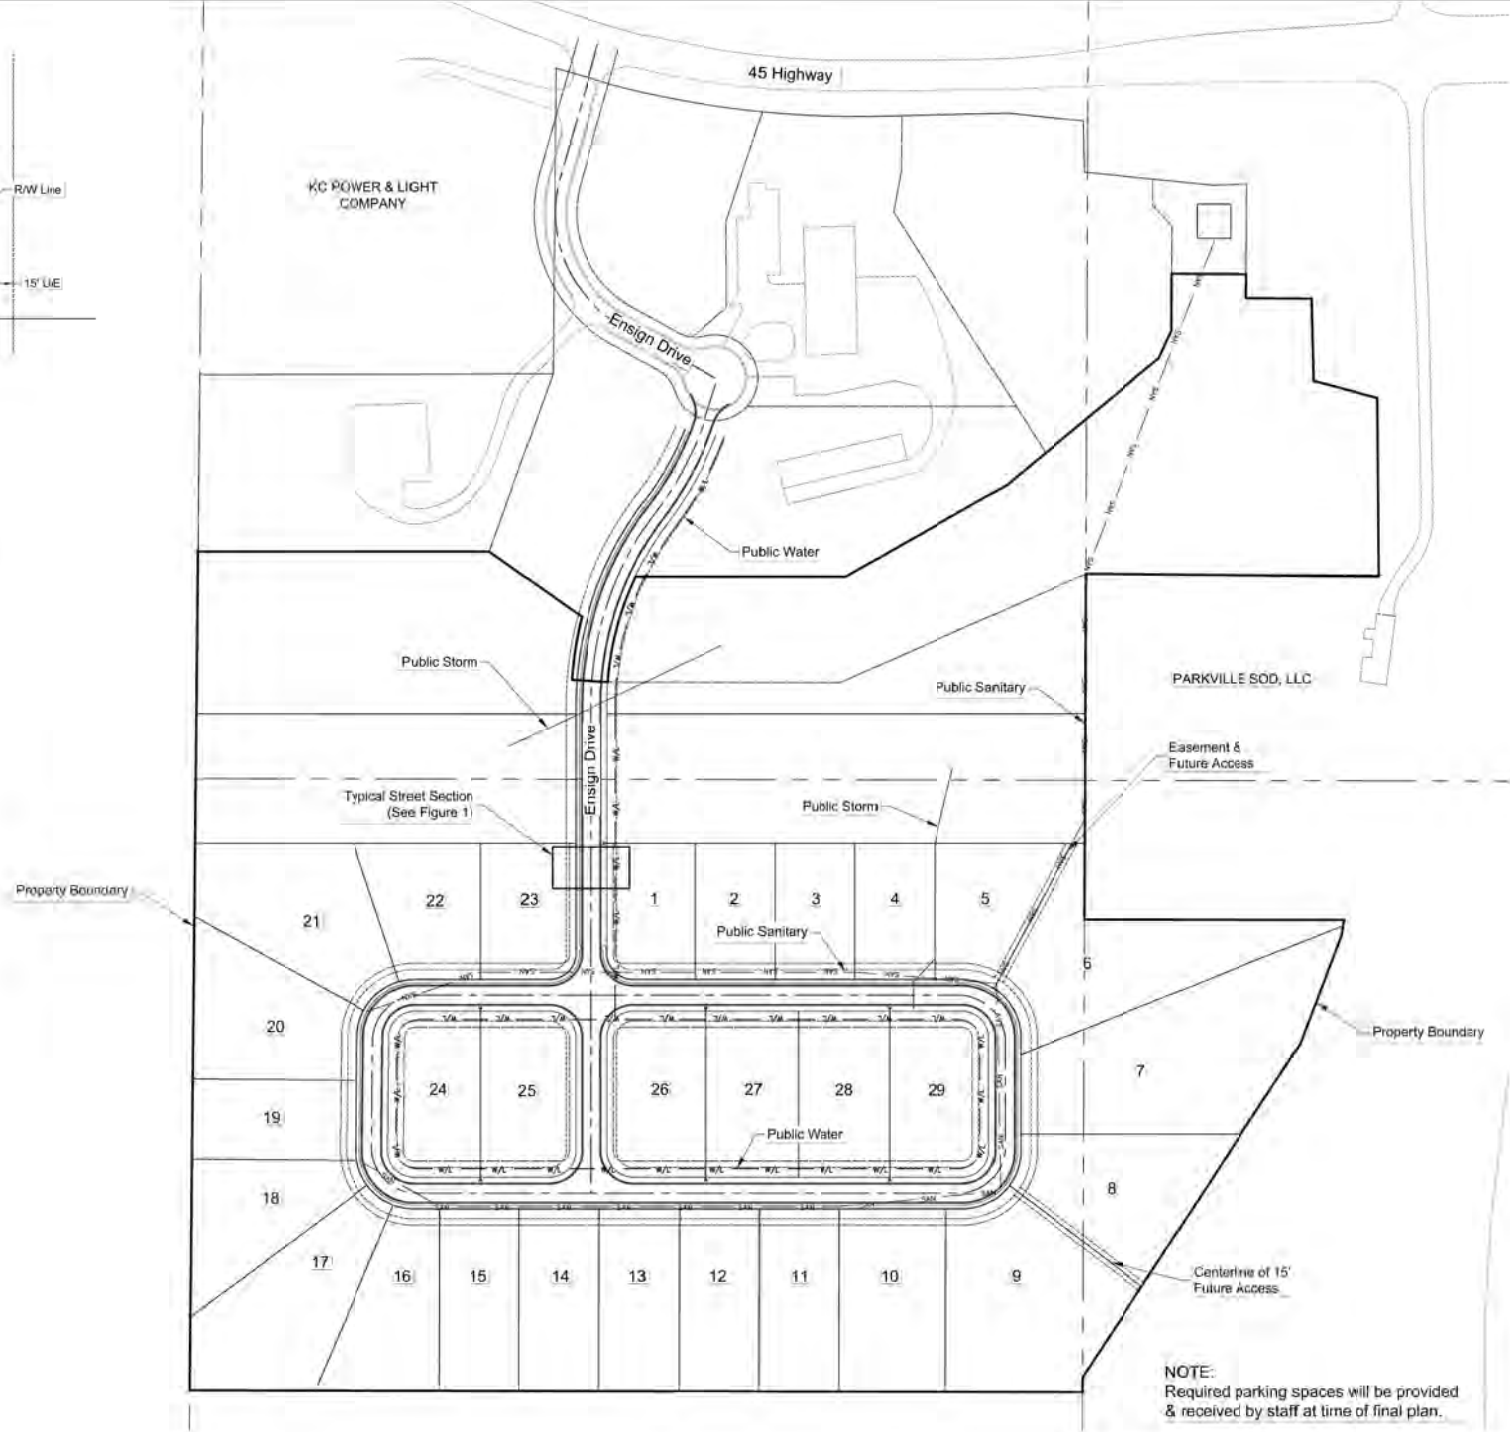 45 Highway
R/W Line
KC POWER & LIGHT
COMPANY
15' U/E
Ensign Drive
Public Water
Public Storm
Public Sanitary
PARKVILLE SOD, LLC
Easement &
Future Access
Ensign Drive
Typical Street Section
(See Figure 1)
Public Storm
Property Boundary
21
22
23
1
2
3
4
5
Public Sanitary
6
20
Property Boundary
7
24
25
26
27
28
29
19
Public Water
18
8
17
16
15
14
13
12
11
10
9
Centerline of 15'
Future Access
NOTE:
Required parking spaces will be provided
& received by staff at time of final plan.